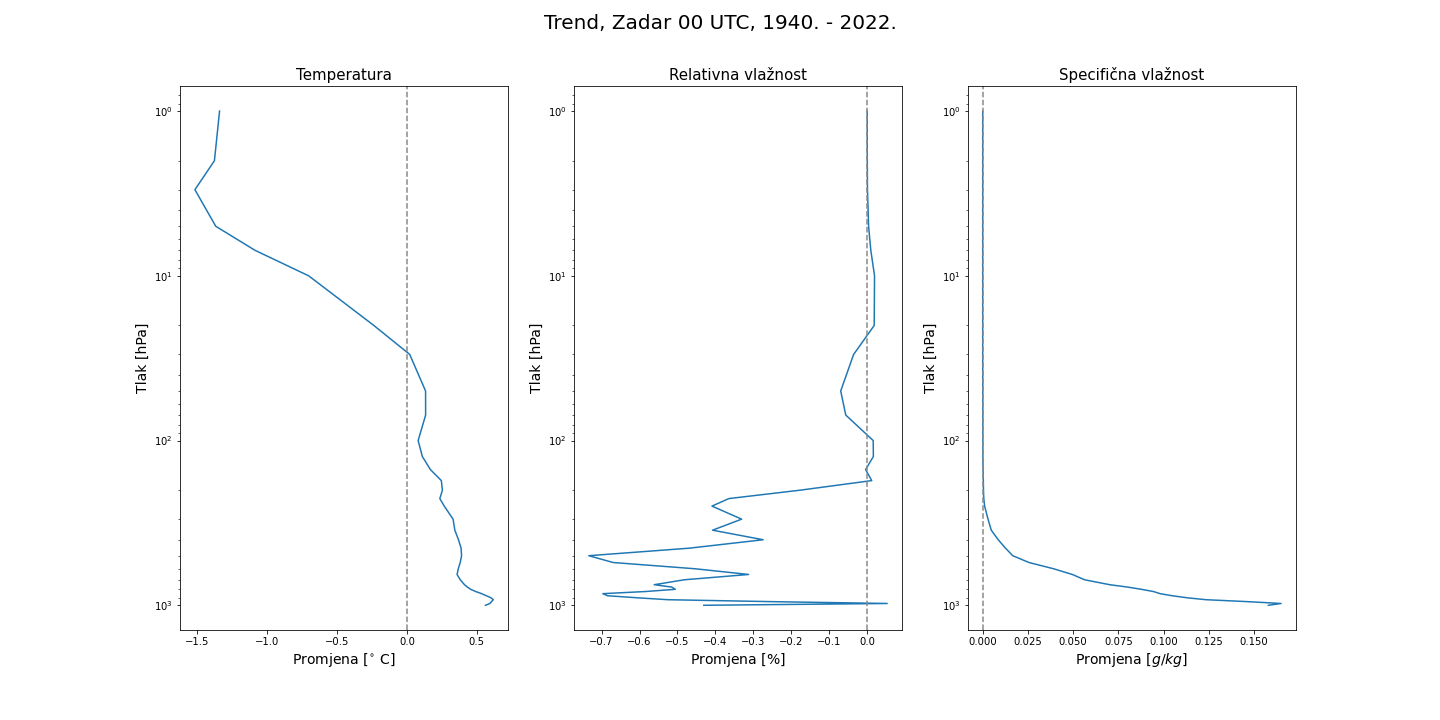 Trend, Zadar 00 UTC, 1940. - 2022.
Temperatura
Relativna vlažnost
Specifična vlažnost
10⁰
10¹
10²
10³
Tlak [hPa]
−1.5 −1.0 −0.5 0.0 0.5
Promjena [° C]
10⁰
10¹
10²
10³
Tlak [hPa]
−0.7 −0.6 −0.5 −0.4 −0.3 −0.2 −0.1 0.0
Promjena [%]
10⁰
10¹
10²
10³
Tlak [hPa]
0.000 0.025 0.050 0.075 0.100 0.125 0.150
Promjena [g/kg]